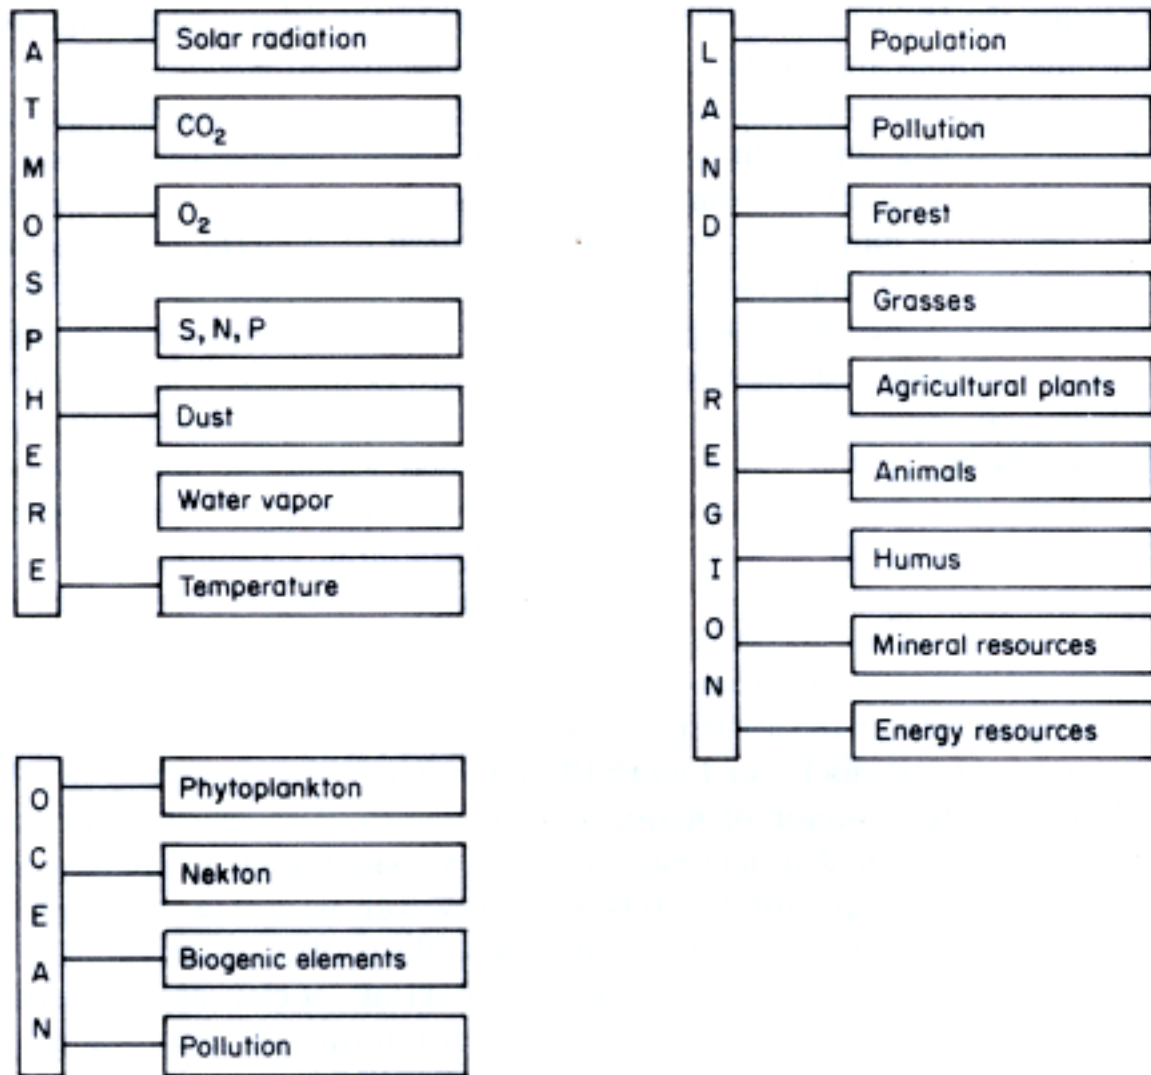 ATMOSPHERE
Solar radiation
CO₂
O₂
S, N, P
Dust
Water vapor
Temperature
OCEAN
Phytoplankton
Nekton
Biogenic elements
Pollution
LAND REGION
Population
Pollution
Forest
Grasses
Agricultural plants
Animals
Humus
Mineral resources
Energy resources